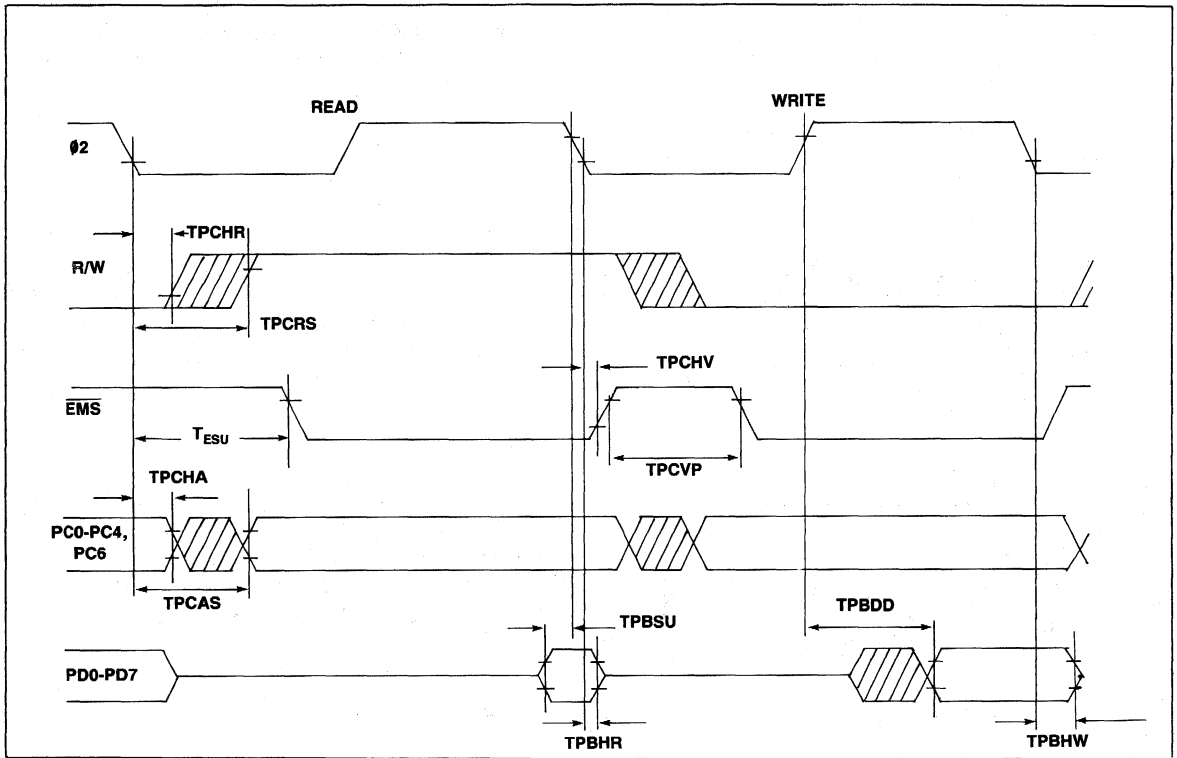 READ
WRITE
Ø2
TPCHR
R/W
TPCRS
TPCHV
EMS
TESU
TPCVP
TPCHA
PC0-PC4,
PC6
TPCAS
TPBDD
TPBSU
PD0-PD7
TPBHR
TPBHW